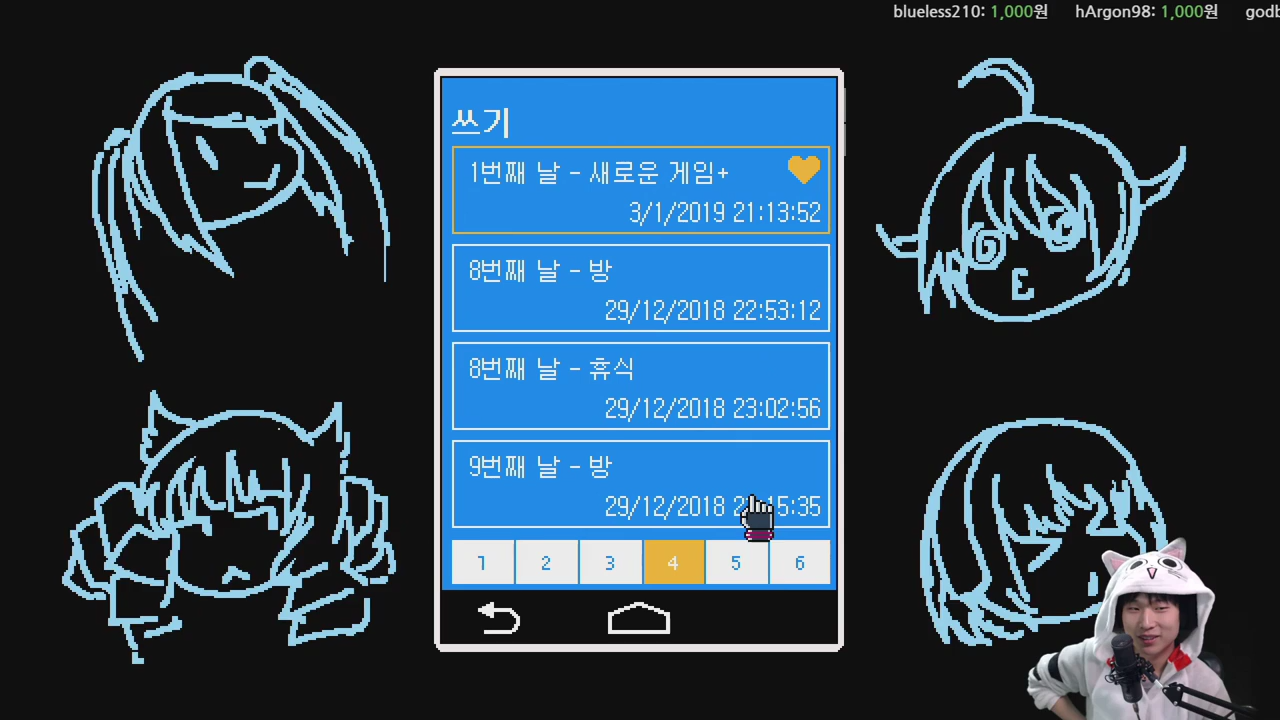 blueless210: 1,000원 hArgon98: 1,000원 godb
쓰기
1번째 날 - 새로운 게임+
3/1/2019 21:13:52
8번째 날 - 방
29/12/2018 22:53:12
8번째 날 - 휴식
29/12/2018 23:02:56
9번째 날 - 방
29/12/2018
1 2 3 4 5 6